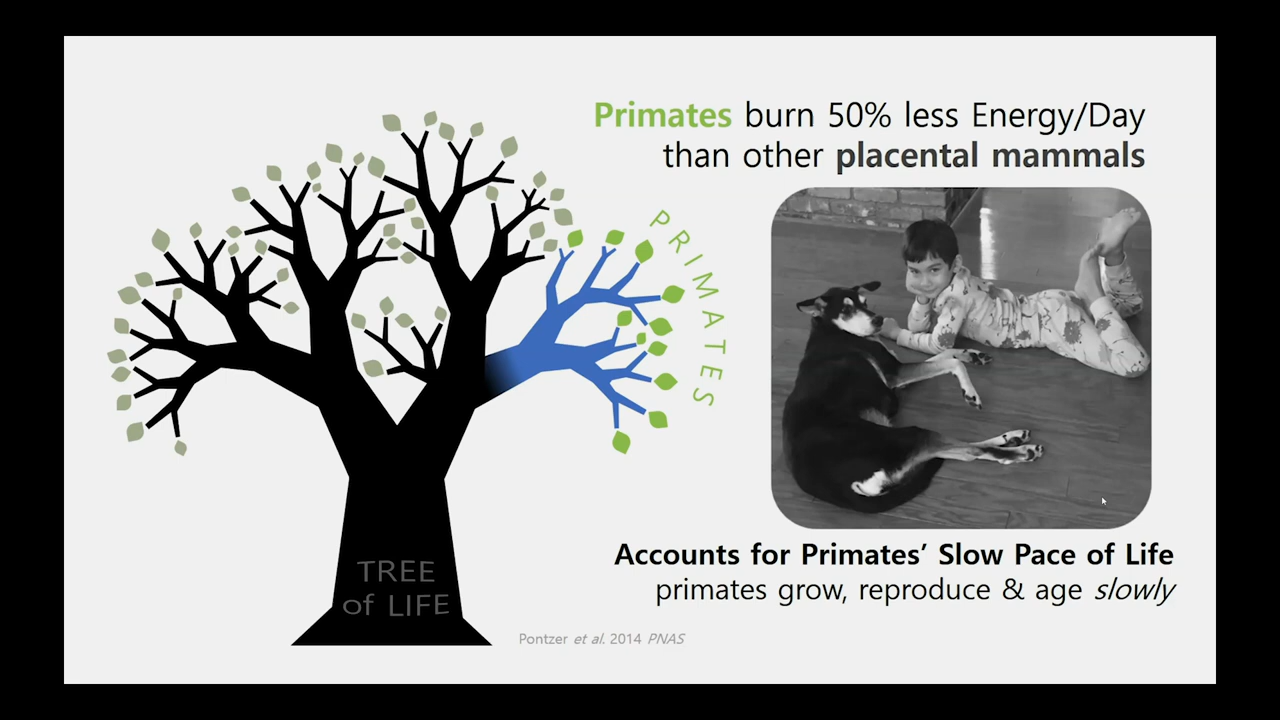 Primates burn 50% less Energy/Day
than other placental mammals
PRIMATES
TREE
of LIFE
Accounts for Primates’ Slow Pace of Life
primates grow, reproduce & age slowly
Pontzer et al. 2014 PNAS